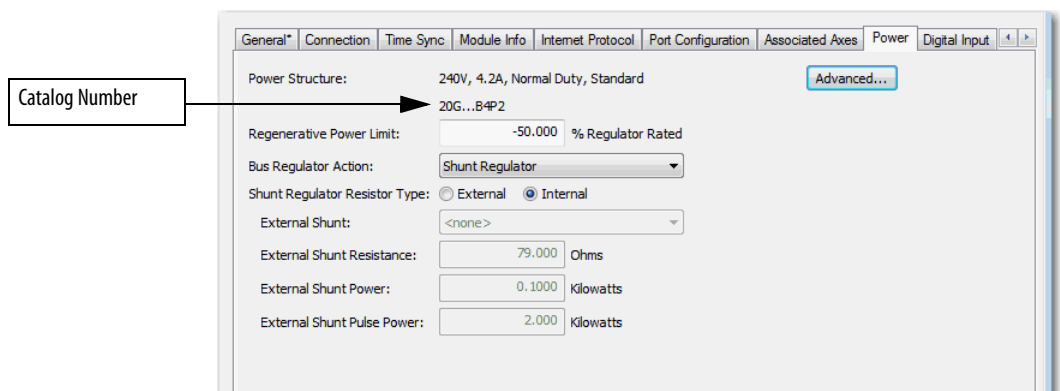 General* Connection Time Sync Module Info Internet Protocol Port Configuration Associated Axes Power Digital Input
Power Structure: 240V, 4.2A, Normal Duty, Standard Advanced...
Catalog Number
20G...B4P2
Regenerative Power Limit: -50.000 % Regulator Rated
Bus Regulator Action: Shunt Regulator
Shunt Regulator Resistor Type: External Internal
External Shunt: <none>
External Shunt Resistance: 79.000 Ohms
External Shunt Power: 0.1000 Kilowatts
External Shunt Pulse Power: 2.000 Kilowatts